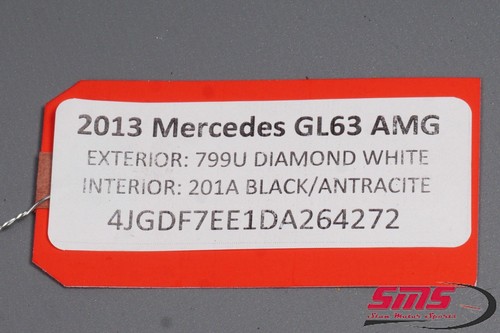 2013 Mercedes GL63 AMG
EXTERIOR: 799U DIAMOND WHITE
INTERIOR: 201A BLACK/ANTRACITE
4JGDF7EE1DA264272
SMS